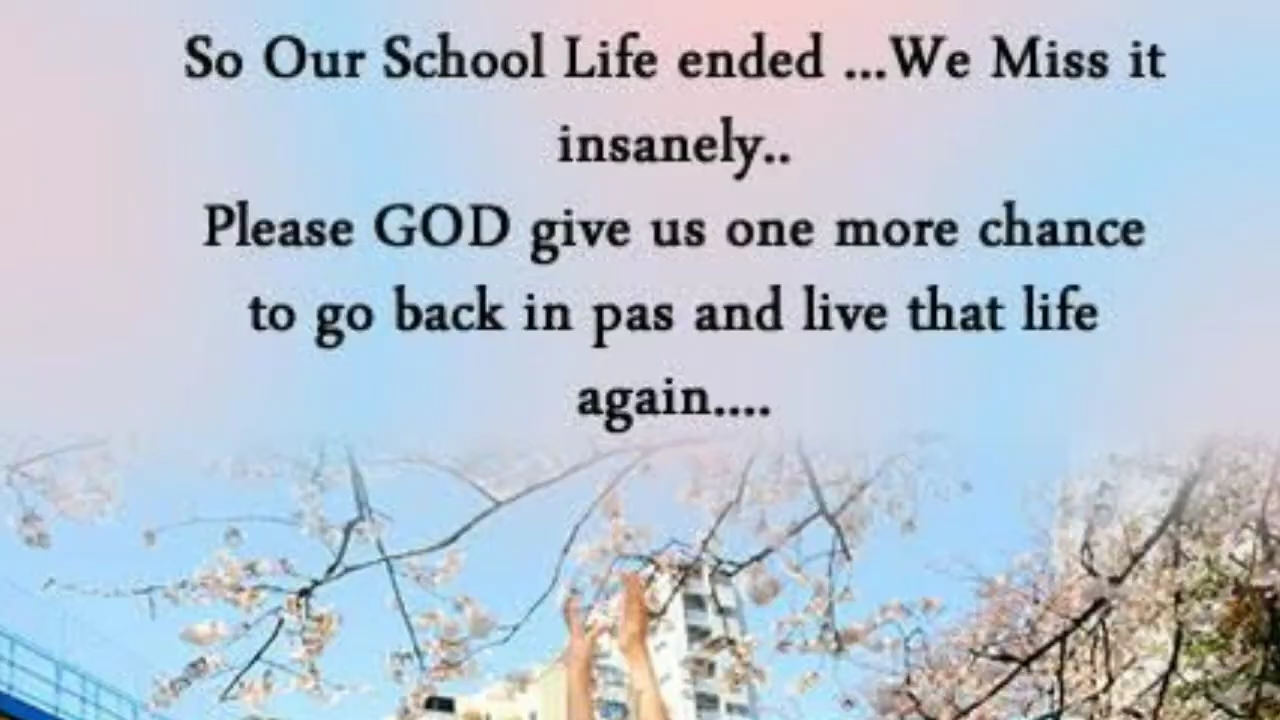 So Our School Life ended ...We Miss it
insanely..
Please GOD give us one more chance
to go back in pas and live that life
again....